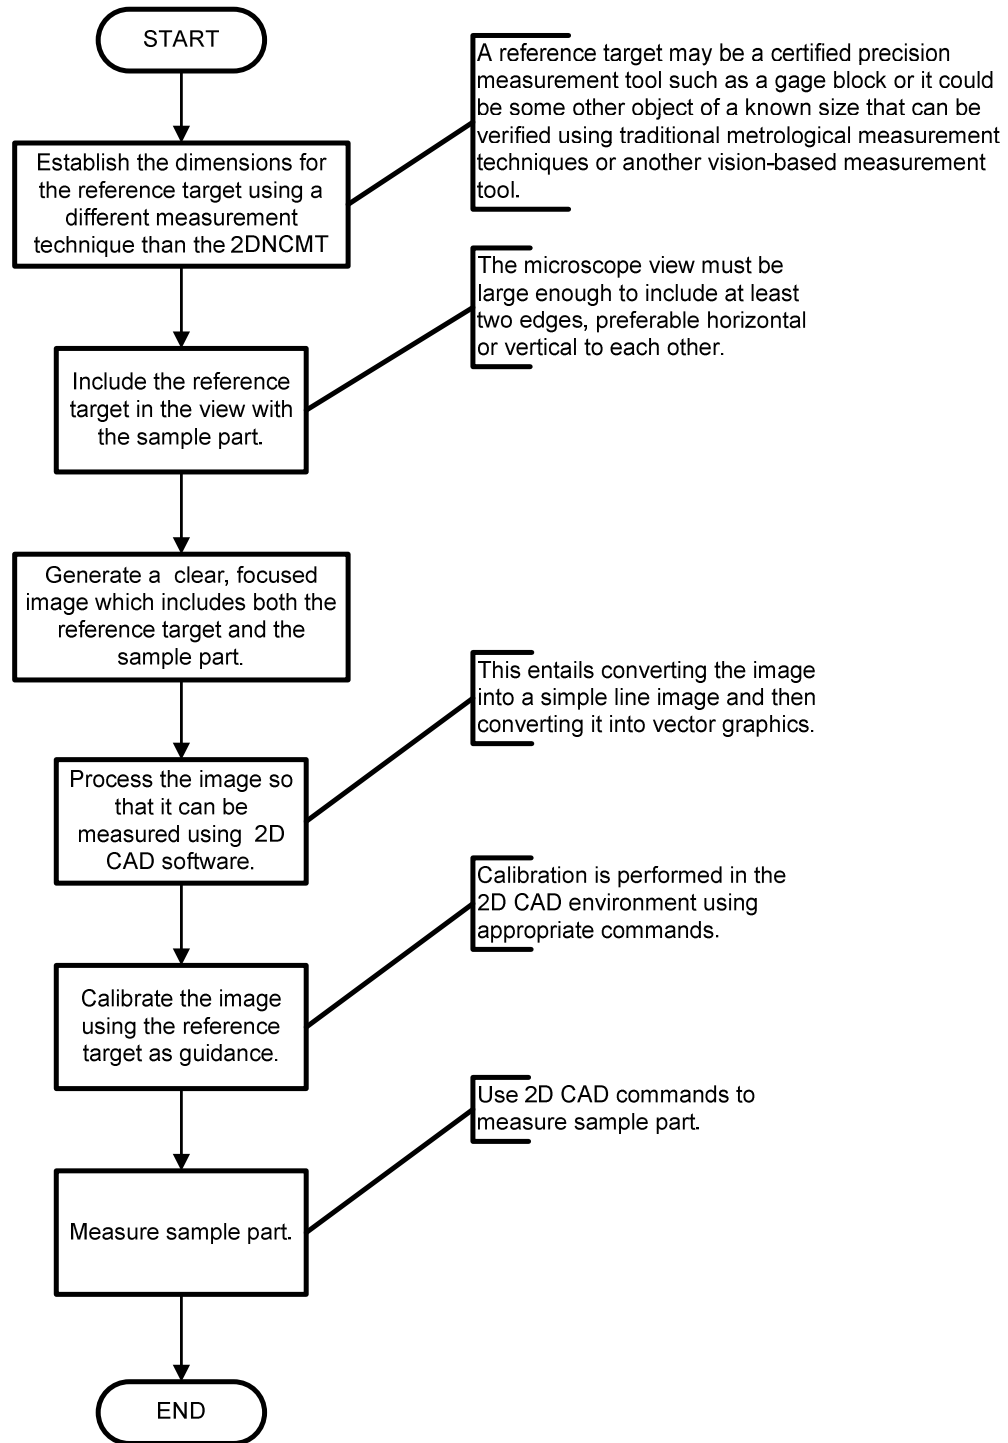 START
A reference target may be a certified precision
measurement tool such as a gage block or it could
be some other object of a known size that can be
verified using traditional metrological measurement
techniques or another vision-based measurement
tool.
Establish the dimensions for
the reference target using a
different measurement
technique than the 2DNCMT
The microscope view must be
large enough to include at least
two edges, preferable horizontal
or vertical to each other.
Include the reference
target in the view with
the sample part.
Generate a clear, focused
image which includes both the
reference target and the
sample part.
This entails converting the image
into a simple line image and then
converting it into vector graphics.
Process the image so
that it can be
measured using 2D
CAD software.
Calibration is performed in the
2D CAD environment using
appropriate commands.
Calibrate the image
using the reference
target as guidance.
Use 2D CAD commands to
measure sample part.
Measure sample part.
END